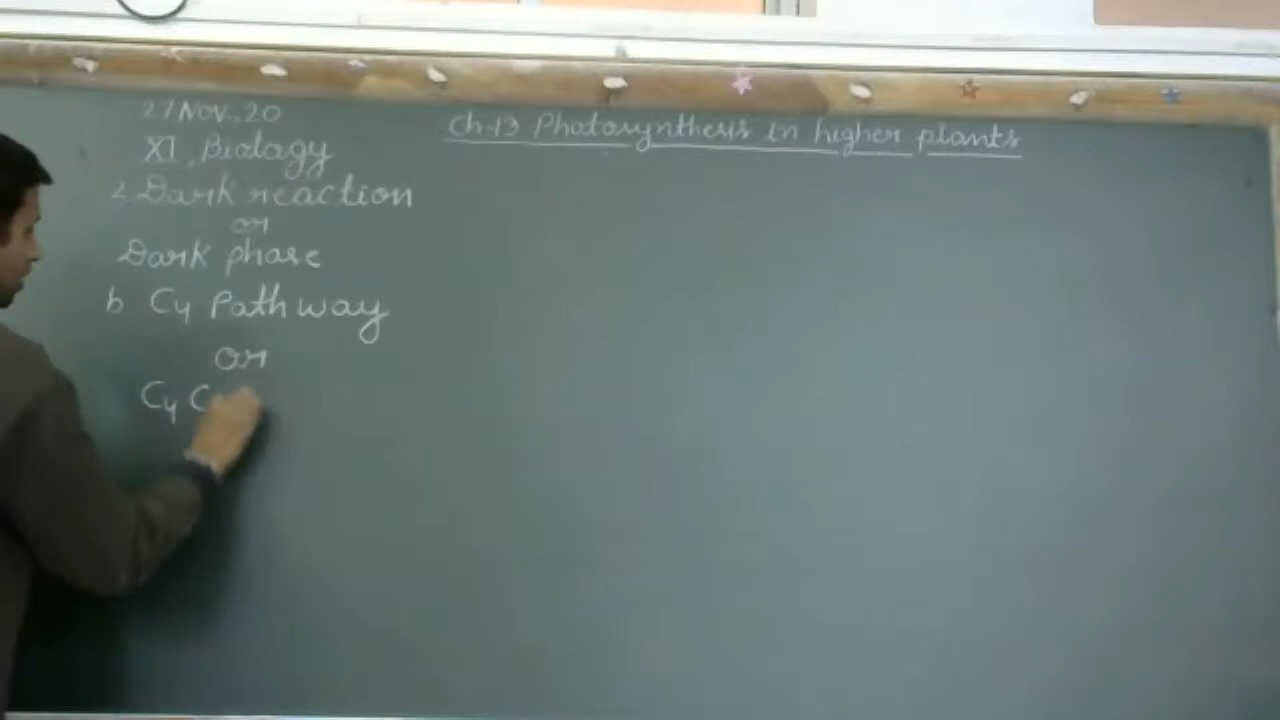 27 Nov. 20
Ch-13 Photosynthesis in higher plants
XI, Biology
2. Dark reaction
or
Dark phase
b C4 Pathway
or
C4 C